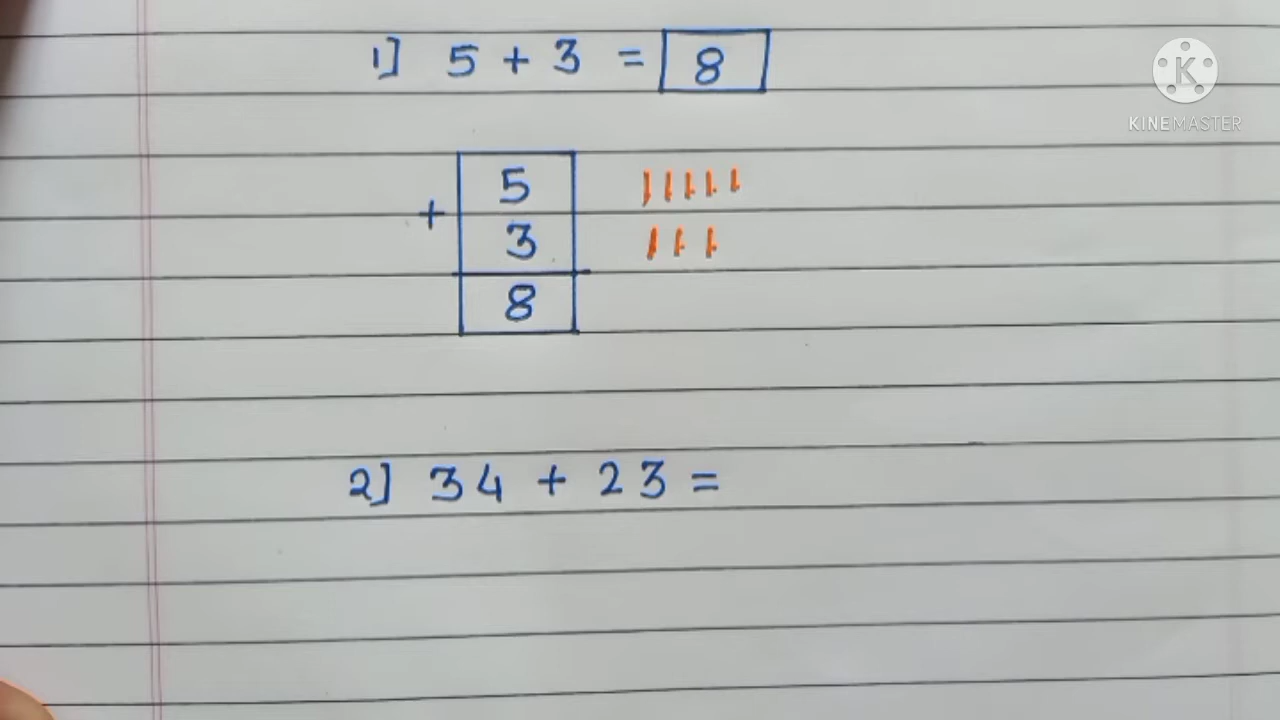 1] 5 + 3 = 8
K
KINEMASTER
5
+
3
8
2] 34 + 23 =